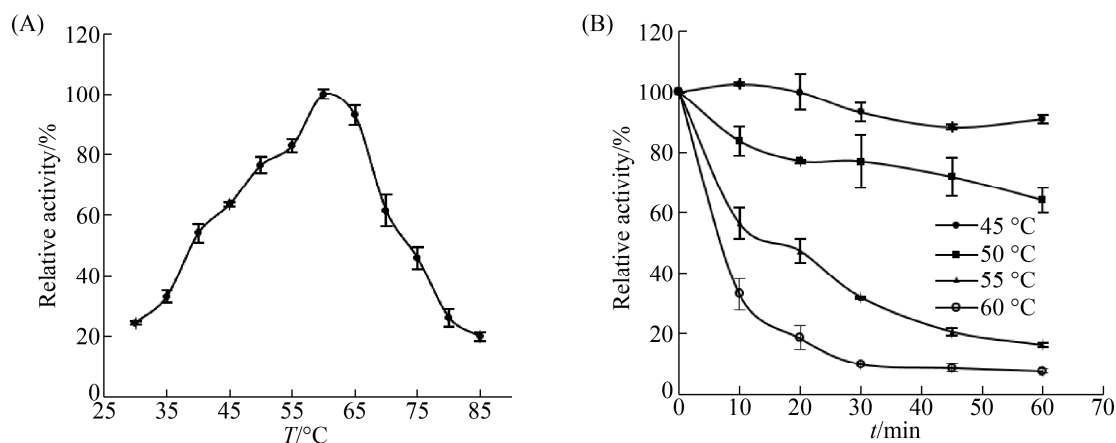 (A)
120
100
80
60
40
20
0
Relative activity/%
25 35 45 55 65 75 85
T/°C
(B)
120
100
80
60
40
20
0
Relative activity/%
45 °C
50 °C
55 °C
60 °C
0 10 20 30 40 50 60 70
t/min